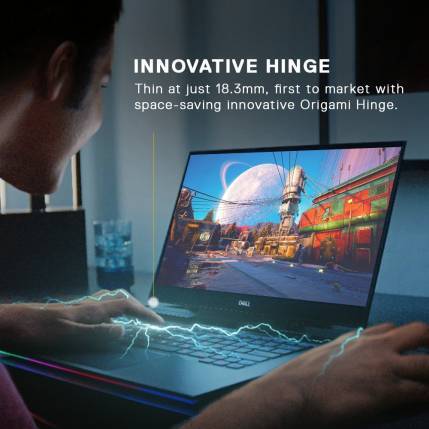 INNOVATIVE HINGE
Thin at just 18.3mm, first to market with
space-saving innovative Origami Hinge.
DELL